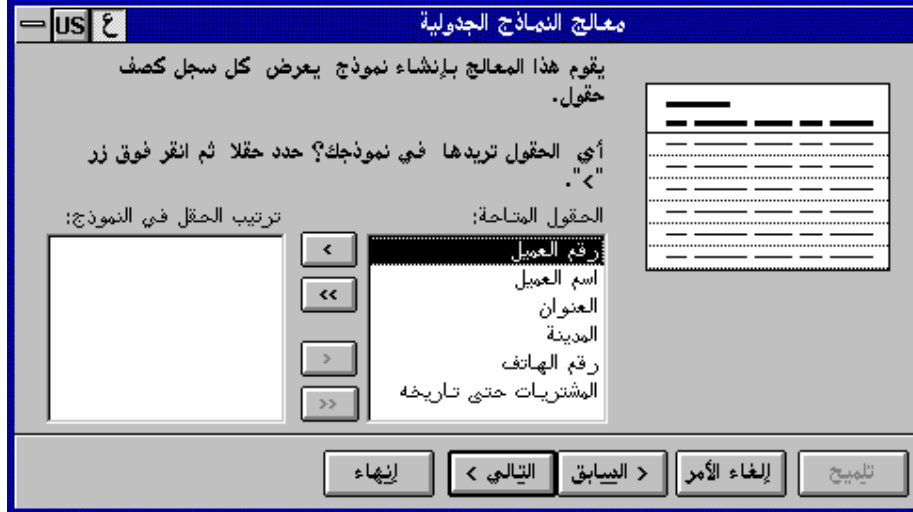 معالج النماذج الجدولية
ع
US
يقوم هذا المعالج بإنشاء نموذج يعرض كل سجل كصف
حقول.
أي الحقول تريدها في نموذجك؟ حدد حقلا ثم انقر فوق زر
">".
الحقول المتاحة:
رقم العميل
اسم العميل
العنوان
المدينة
رقم الهاتف
المشتريات حتى تاريخه
<
<<
>
>>
ترتيب الحقل في النموذج:
تلميح
إلغاء الأمر
< السابق
التالي >
إنهاء